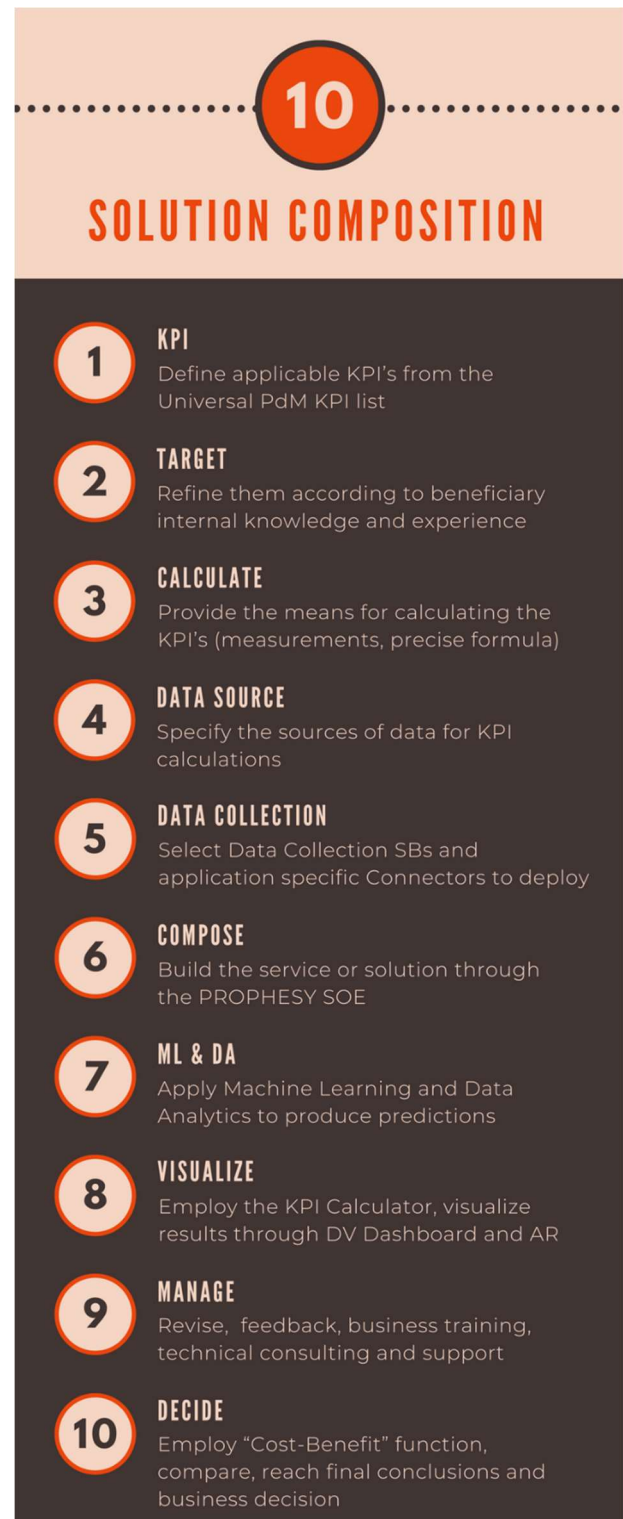 10
SOLUTION COMPOSITION
1
KPI
Define applicable KPI's from the
Universal PdM KPI list
2
TARGET
Refine them according to beneficiary
internal knowledge and experience
3
CALCULATE
Provide the means for calculating the
KPI's (measurements, precise formula)
4
DATA SOURCE
Specify the sources of data for KPI
calculations
5
DATA COLLECTION
Select Data Collection SBs and
application specific Connectors to deploy
6
COMPOSE
Build the service or solution through
the PROPHESY SOE
7
ML & DA
Apply Machine Learning and Data
Analytics to produce predictions
8
VISUALIZE
Employ the KPI Calculator, visualize
results through DV Dashboard and AR
9
MANAGE
Revise, feedback, business training,
technical consulting and support
10
DECIDE
Employ “Cost-Benefit” function,
compare, reach final conclusions and
business decision